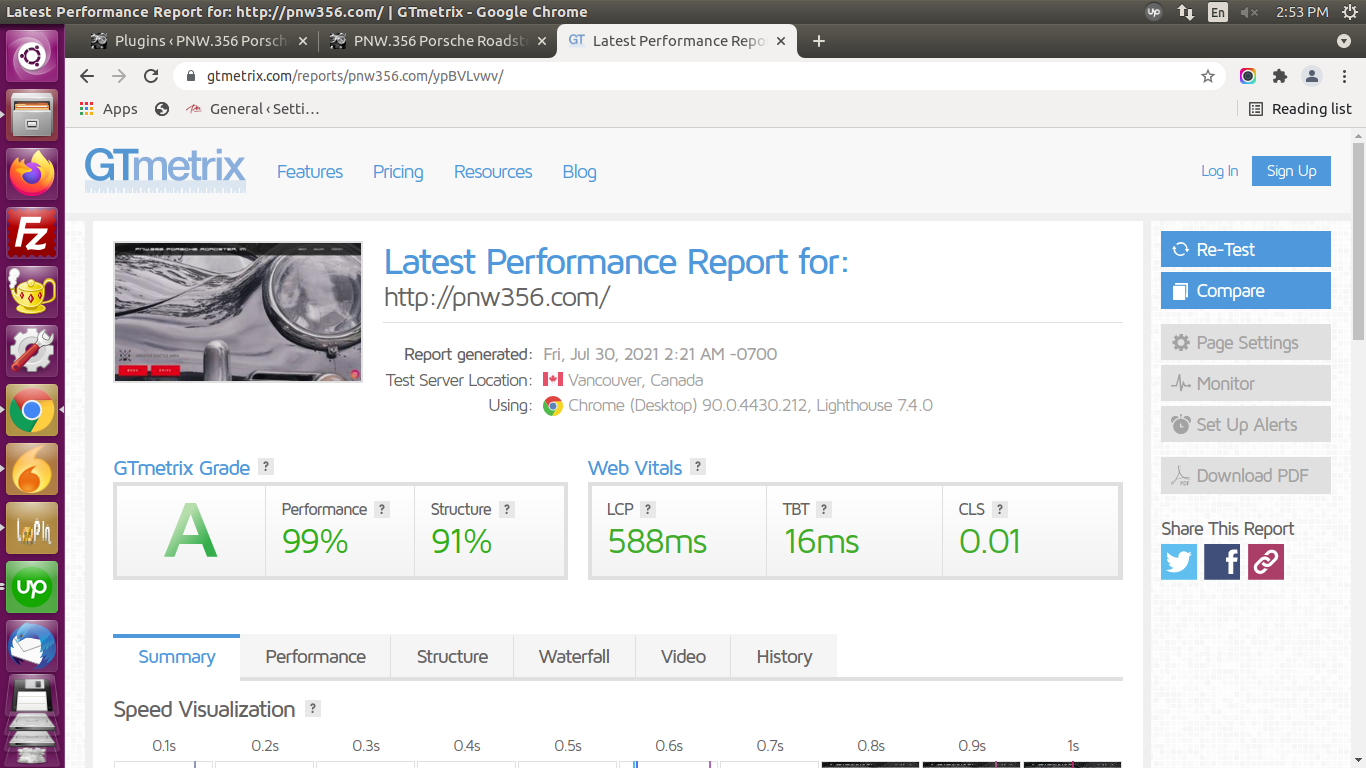 Latest Performance Report for: http://pnw356.com/ | GTmetrix - Google Chrome
up
En
2:53 PM
Plugins ‹ PNW.356 Porsch
PNW.356 Porsche Roadst
GT
Latest Performance Repo
gtmetrix.com/reports/pnw356.com/ypBVLvwv/
Apps
General ‹ Setti…
Reading list
GTmetrix
Features
Pricing
Resources
Blog
Log In
Sign Up
PNW356 PORSCHE ROADSTER
Latest Performance Report for:
http://pnw356.com/
Report generated: Fri, Jul 30, 2021 2:21 AM -0700
Test Server Location: Vancouver, Canada
Using: Chrome (Desktop) 90.0.4430.212, Lighthouse 7.4.0
Re-Test
Compare
Page Settings
Monitor
Set Up Alerts
PDF
Download PDF
Share This Report
f
GTmetrix Grade ?
A
Performance ?
99%
Structure ?
91%
Web Vitals ?
LCP ?
588ms
TBT ?
16ms
CLS ?
0.01
Summary
Performance
Structure
Waterfall
Video
History
Speed Visualization ?
0.1s 0.2s 0.3s 0.4s 0.5s 0.6s 0.7s 0.8s 0.9s 1s
Fz
up